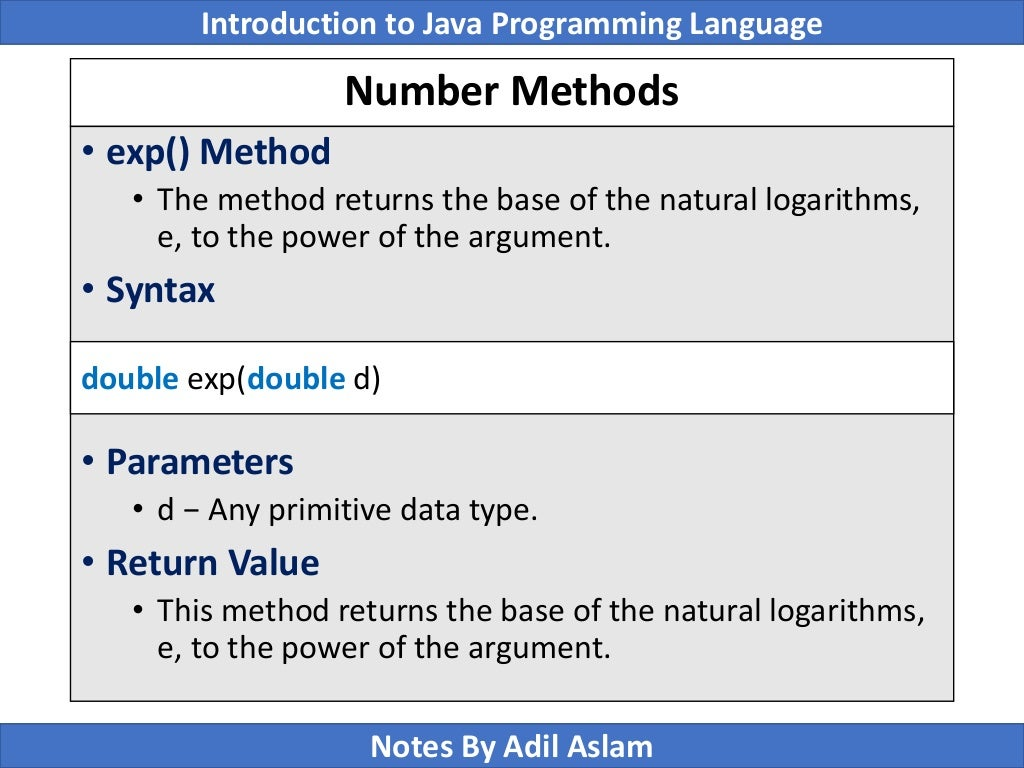 Introduction to Java Programming Language
Number Methods
• exp() Method
• The method returns the base of the natural logarithms,
e, to the power of the argument.
• Syntax
double exp(double d)
• Parameters
• d − Any primitive data type.
• Return Value
• This method returns the base of the natural logarithms,
e, to the power of the argument.
Notes By Adil Aslam